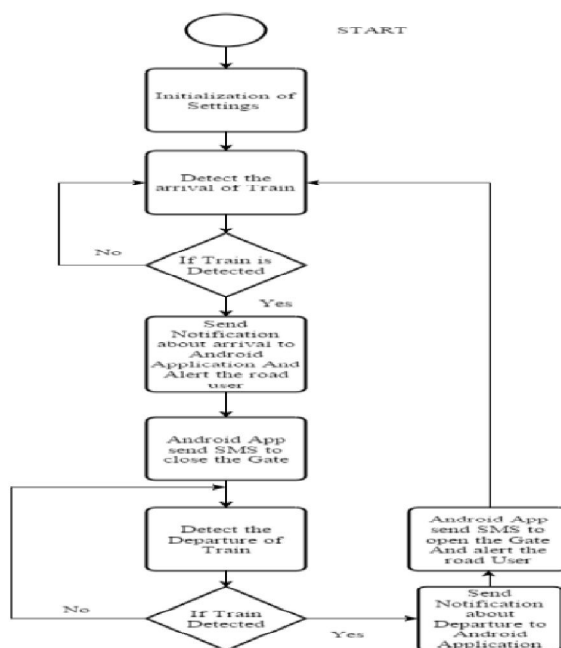 START
Initialization of
Settings
Detect the
arrival of Train
No
If Train is
Detected
Yes
Send
Notification
about arrival to
Android
Application And
Alert the road
user
Android App
send SMS to
close the Gate
Detect the
Departure of
Train
No
If Train
Detected
Yes
Android App
send SMS to
open the Gate
And alert the
road User
Send
Notification
about
Departure to
Android
Application